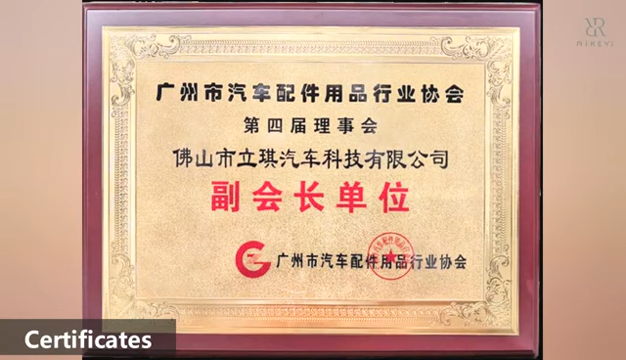 MIKEVI
广州市汽车配件用品行业协会
第四届理事会
佛山市立琪汽车科技有限公司
副会长单位
广州市汽车配件用品行业协会
Certificates